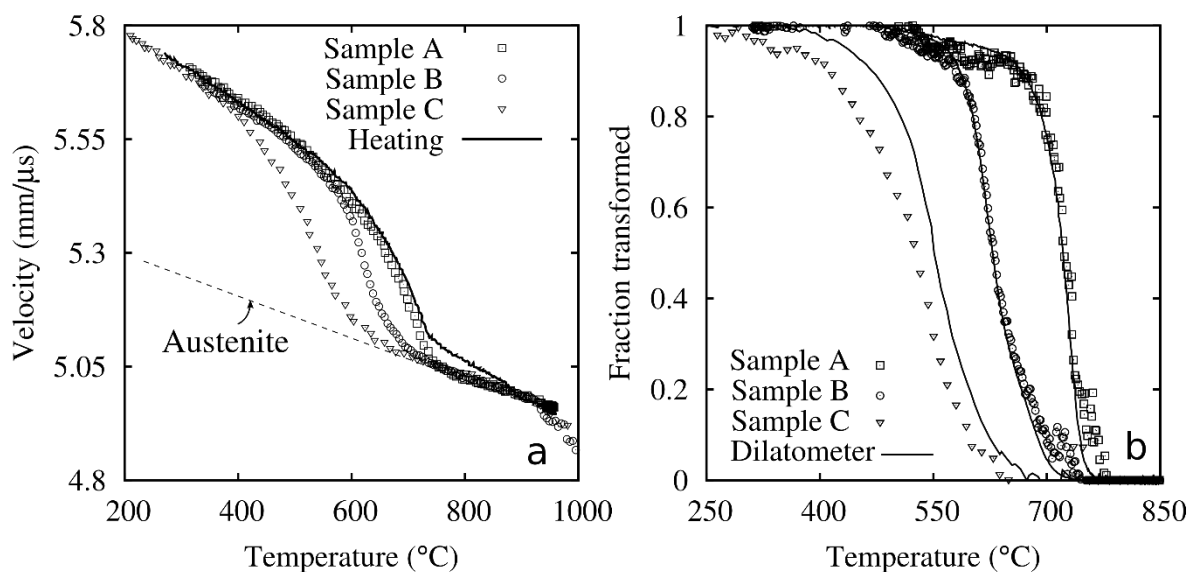 5.8
5.55
5.3
5.05
4.8
Velocity (mm/μs)
Sample A
Sample B
Sample C
Heating
Austenite
a
200
400
600
800
1000
Temperature (°C)
1
0.8
0.6
0.4
0.2
0
Fraction transformed
Sample A
Sample B
Sample C
Dilatometer
b
250
400
550
700
850
Temperature (°C)